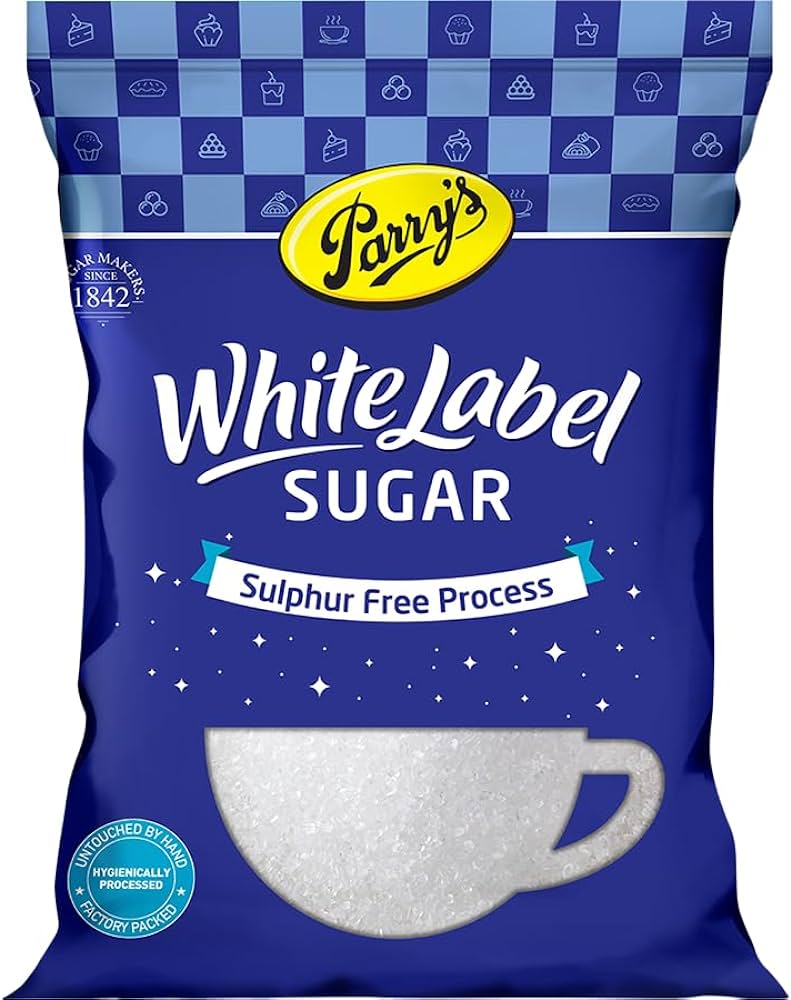 Parry's
SUGAR MAKERS
SINCE
1842
White Label
SUGAR
Sulphur Free Process
UNTOUCHED BY HAND
HYGIENICALLY
PROCESSED
FACTORY PACKED